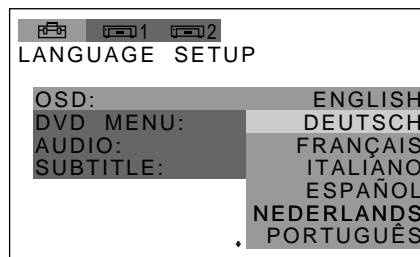 1 2
LANGUAGE SETUP
OSD: ENGLISH
DVD MENU: DEUTSCH
AUDIO: FRANÇAIS
SUBTITLE: ITALIANO
ESPAÑOL
NEDERLANDS
PORTUGUÊS